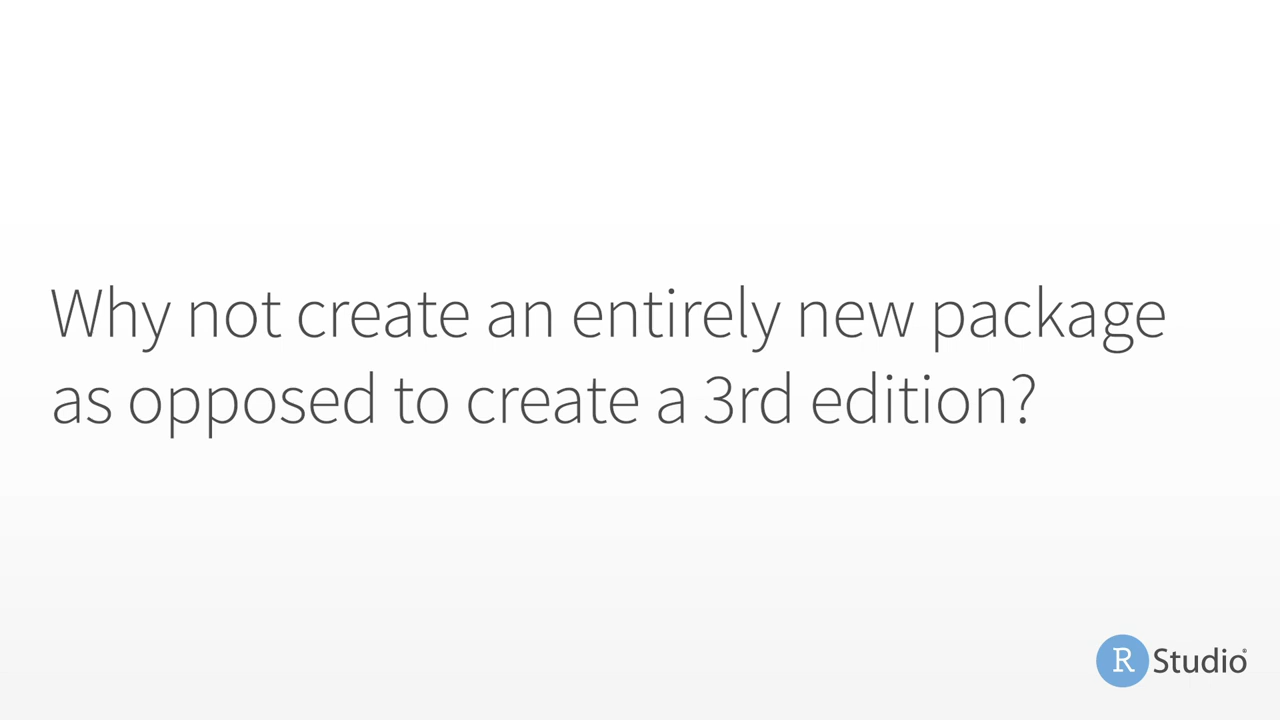 Why not create an entirely new package
as opposed to create a 3rd edition?
R Studio®